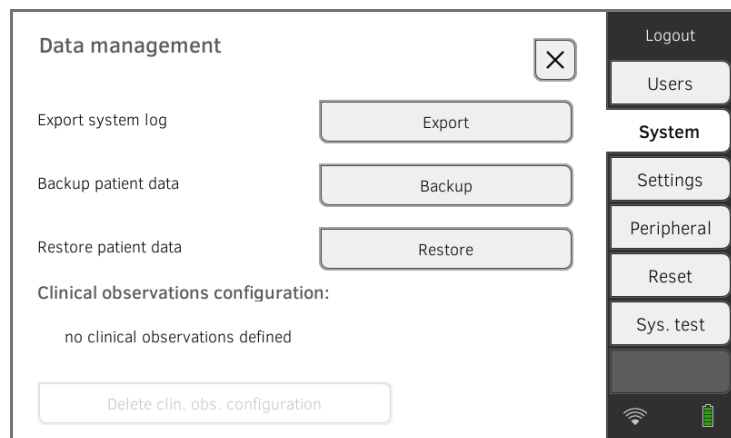 Data management
Export system log
Export
Backup patient data
Backup
Restore patient data
Restore
Clinical observations configuration:
no clinical observations defined
Delete clin. obs. configuration
Logout
Users
System
Settings
Peripheral
Reset
Sys. test